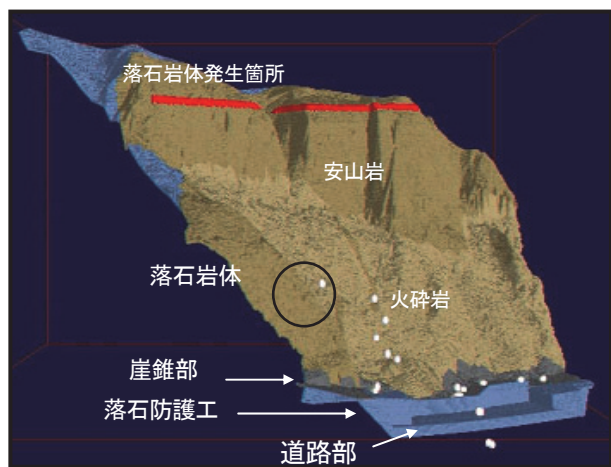 落石岩体発生箇所
安山岩
落石岩体
火砕岩
崖錐部
落石防護工
道路部